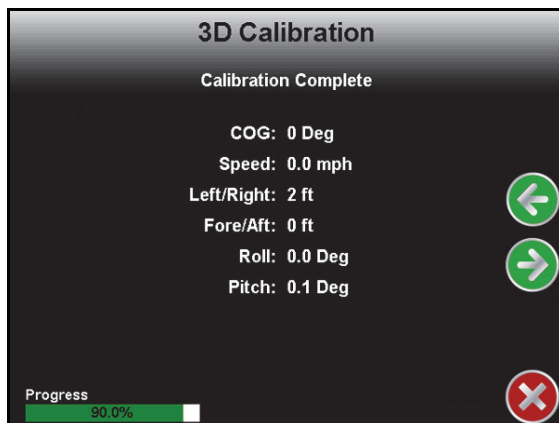 3D Calibration
Calibration Complete
COG: 0 Deg
Speed: 0.0 mph
Left/Right: 2 ft
Fore/Aft: 0 ft
Roll: 0.0 Deg
Pitch: 0.1 Deg
Progress
90.0%